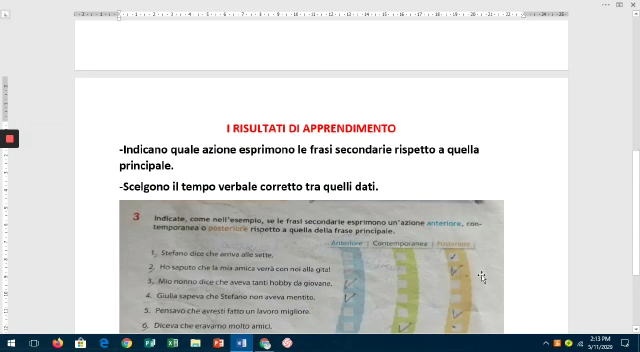 I RISULTATI DI APPRENDIMENTO
-Indicano quale azione esprimono le frasi secondarie rispetto a quella
principale.
-Scelgono il tempo verbale corretto tra quelli dati.
3 Indicate, come nell'esempio, se le frasi secondarie esprimono un'azione anteriore, con-
temporanea o posteriore rispetto a quella della frase principale.
Anteriore Contemporanea Posteriore
1. Stefano dice che arriva alle sette.
2. Ho saputo che la mia amica verrà con noi alla gita!
3. Mio nonno dice che aveva tanti hobby da giovane.
4. Giulia sapeva che Stefano non aveva mentito.
5. Pensavo che avresti fatto un lavoro migliore.
6. Diceva che eravamo molto amici.
2:13 PM